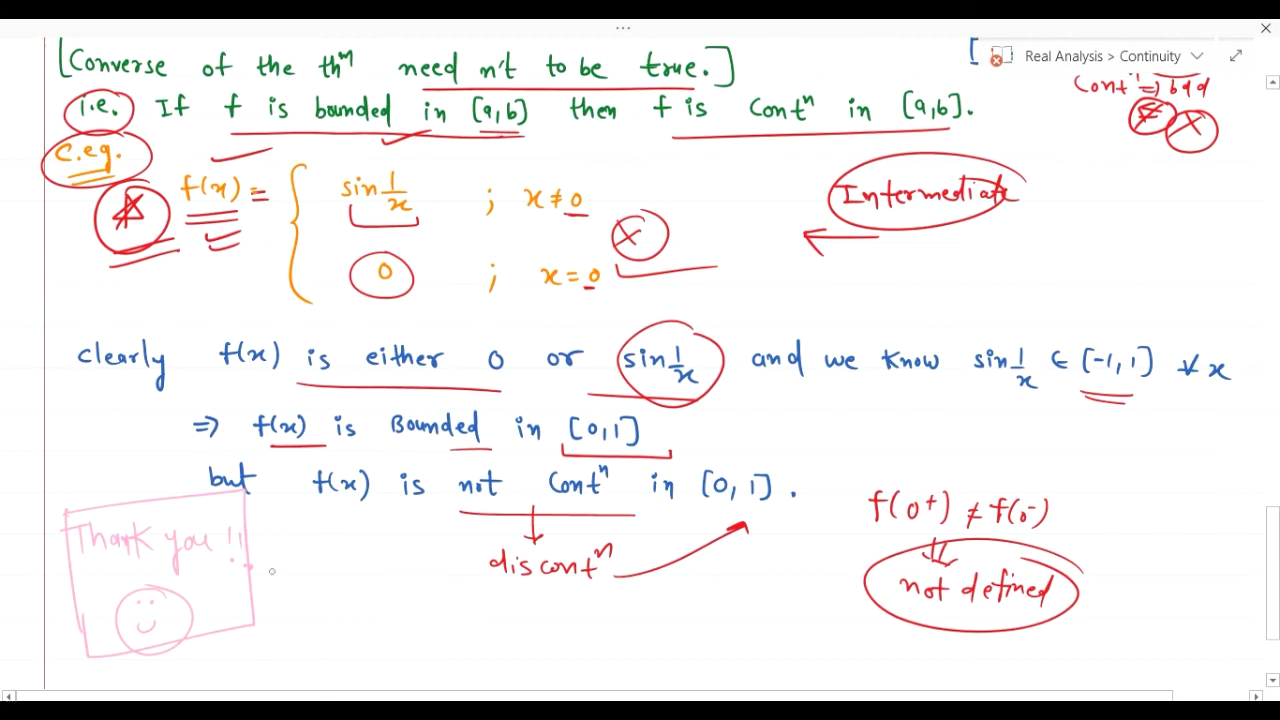 Real Analysis > Continuity
[Converse of the thᵐ need n't to be true.]
Contⁿ ⇒ bdd
i.e. If f is bounded in [a,b] then f is Contⁿ in [a,b].
C.eg.
f(x) = { sin 1/x ; x ≠ 0
0 ; x = 0
Intermediate
Clearly f(x) is either 0 or sin 1/x and we know sin 1/x ∈ [-1, 1] ∀ x
⇒ f(x) is Bounded in [0,1]
but f(x) is not Contⁿ in [0, 1].
f(0⁺) ≠ f(0⁻)
Thank you !!
discontⁿ
not defined